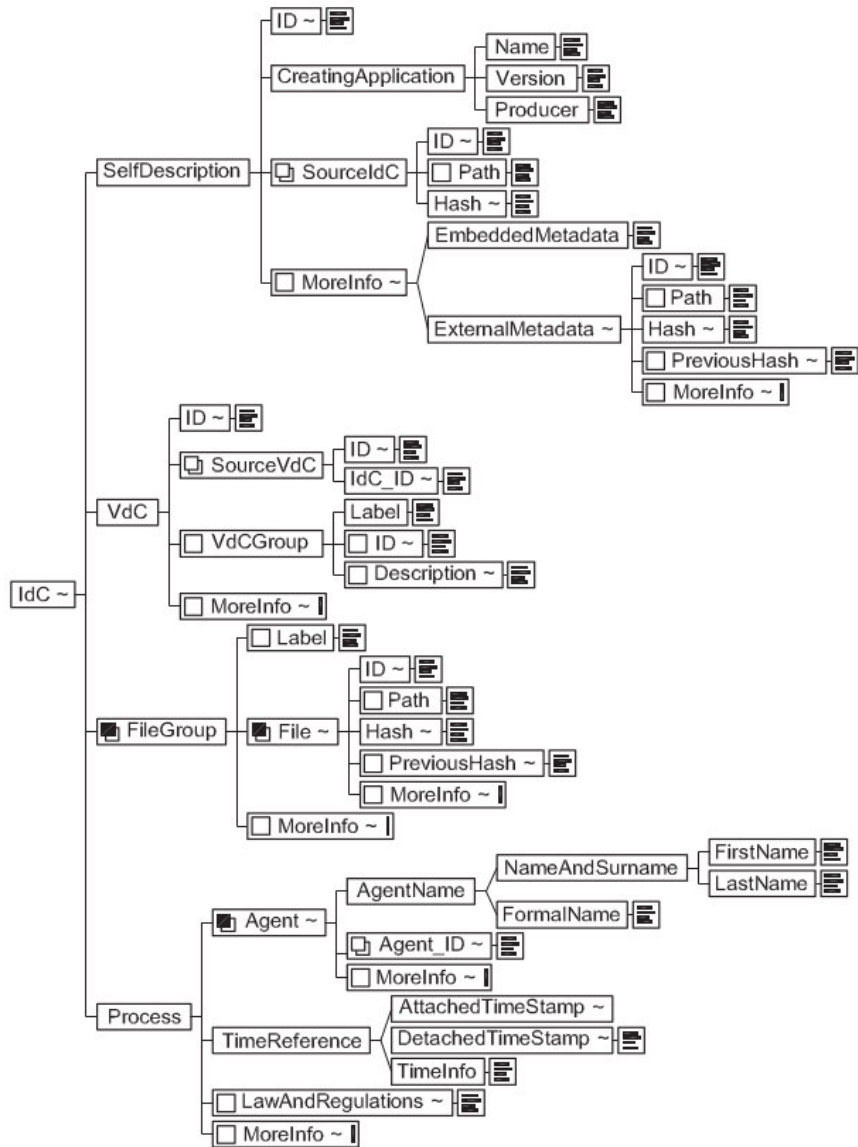 ID ~
CreatingApplication
Name
Version
Producer
SelfDescription
SourceIdC
ID ~
Path
Hash ~
MoreInfo ~
EmbeddedMetadata
ExternalMetadata ~
ID ~
Path
Hash ~
PreviousHash ~
MoreInfo ~
IdC ~
VdC
ID ~
SourceVdC
ID ~
IdC_ID ~
VdCGroup
Label
ID ~
Description ~
MoreInfo ~
FileGroup
Label
File ~
ID ~
Path
Hash ~
PreviousHash ~
MoreInfo ~
MoreInfo ~
Process
Agent ~
AgentName
NameAndSurname
FirstName
LastName
FormalName
Agent_ID ~
MoreInfo ~
TimeReference
AttachedTimeStamp ~
DetachedTimeStamp ~
TimeInfo
LawAndRegulations ~
MoreInfo ~